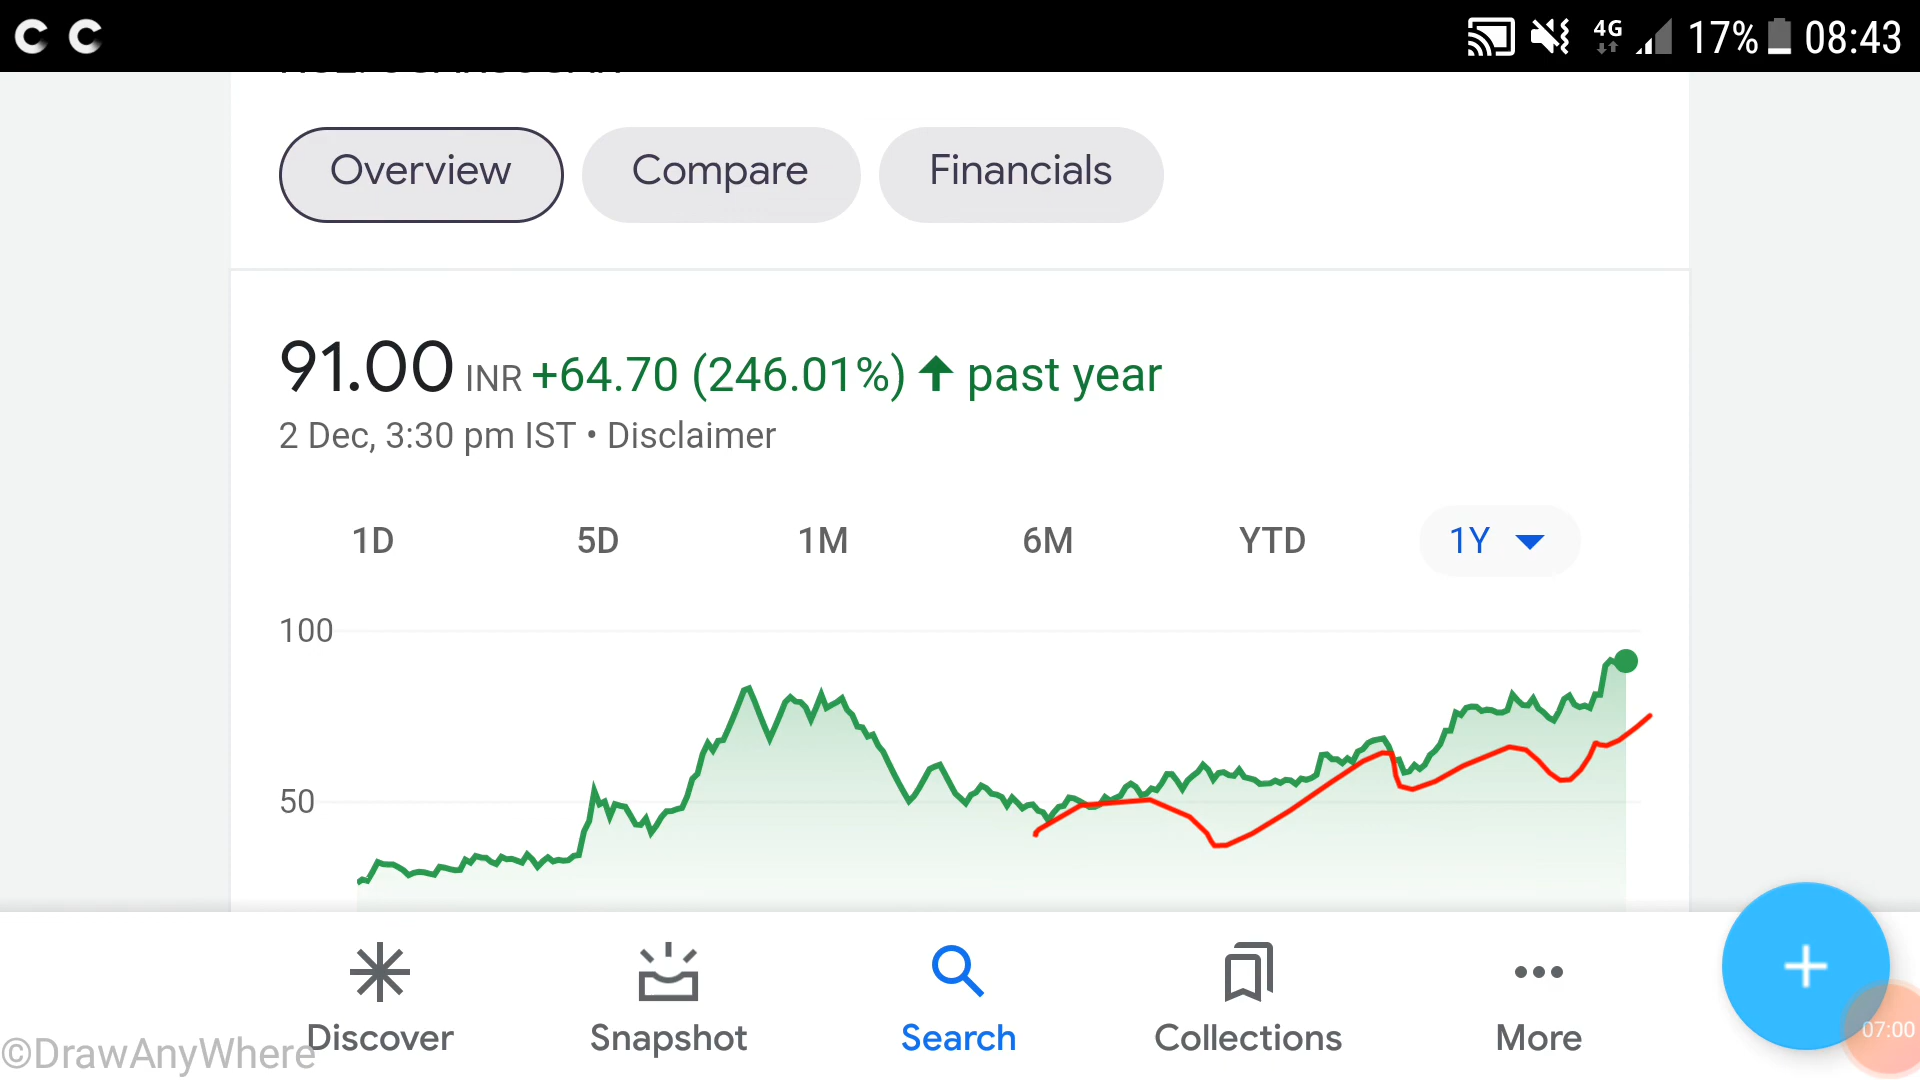 4G 17% 08:43
Overview Compare Financials
91.00 INR +64.70 (246.01%) past year
2 Dec, 3:30 pm IST • Disclaimer
1D 5D 1M 6M YTD 1Y
100
50
Discover Snapshot Search Collections More
07:00
©DrawAnyWhere